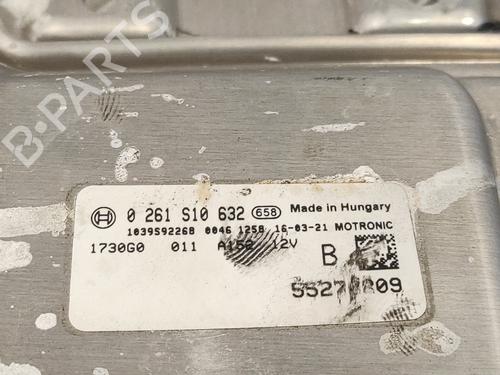 B-PARTS
0 261 S10 632 658 Made in Hungary
1039S92268 0046 1258 16-03-21 MOTRONIC
1730G0 011 12V
B